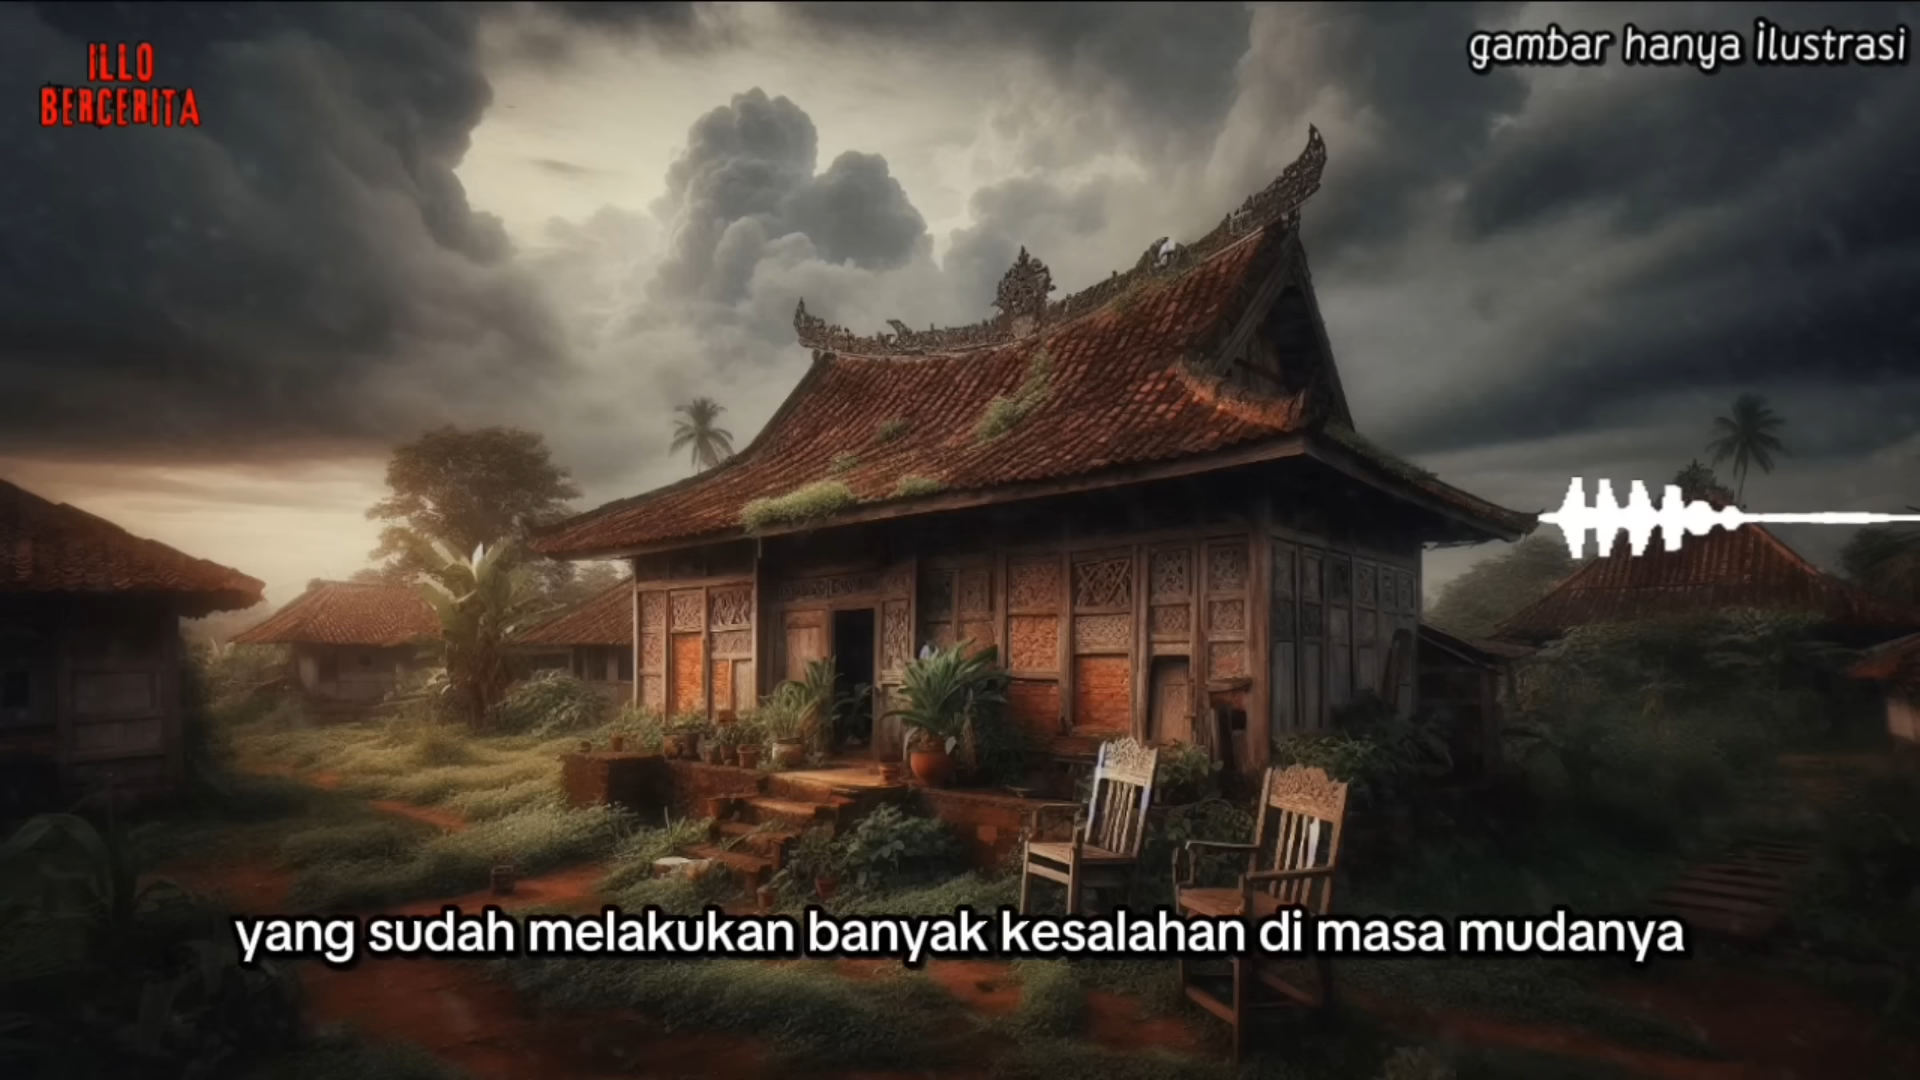 ILLO
BERCERITA
gambar hanya ilustrasi
yang sudah melakukan banyak kesalahan di masa mudanya